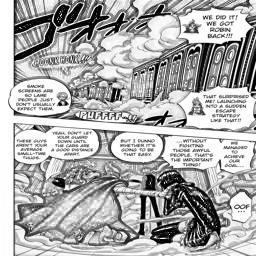 WE DID IT!
WE GOT
ROBIN
BACK!!!
CHOONK HONK!!
SMOKE
SCREENS ARE
SO LAME
PEOPLE JUST
DON'T USUALLY
EXPECT THEM.
THAT SURPRISED
ME! LAUNCHING
INTO A SUDDEN
ESCAPE
STRATEGY
LIKE THAT!
WE
MANAGED
TO
ACHIEVE
OUR
GOAL...
...WITHOUT
FIGHTING
THOSE AWFUL
PEOPLE. THAT'S
THE IMPORTANT
THING!
BUT I DUNNO
WHETHER IT'S
GOING TO BE
THAT EASY.
YEAH, DON'T LET
YOUR GUARD
DOWN UNTIL
THE CARS ARE
A GOOD DISTANCE
APART.
THESE GUYS
AREN'T YOUR
AVERAGE
SMALL-TIME
THUGS.
OOF...